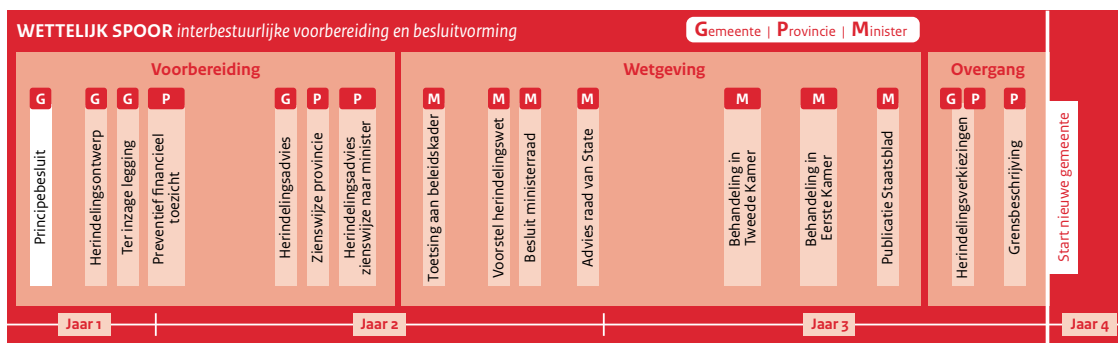 WETTELIJK SPOOR interbestuurlijke voorbereiding en besluitvorming
Gemeente | Provincie | Minister
Voorbereiding
G
Principebesluit
G
Herindelingsontwerp
G
Ter inzage legging
P
Preventief financieel
toezicht
G
Herindelingsadvies
P
Zienswijze provincie
P
Herindelingsadvies
zienswijze naar minister
Wetgeving
M
Toetsing aan beleidskader
M
Voorstel herindelingswet
M
Besluit ministerraad
M
Advies raad van State
M
Behandeling in
Tweede Kamer
M
Behandeling in
Eerste Kamer
M
Publicatie Staatsblad
Overgang
G P
Herindelingsverkiezingen
P
Grensbeschrijving
Start nieuwe gemeente
Jaar 1
Jaar 2
Jaar 3
Jaar 4